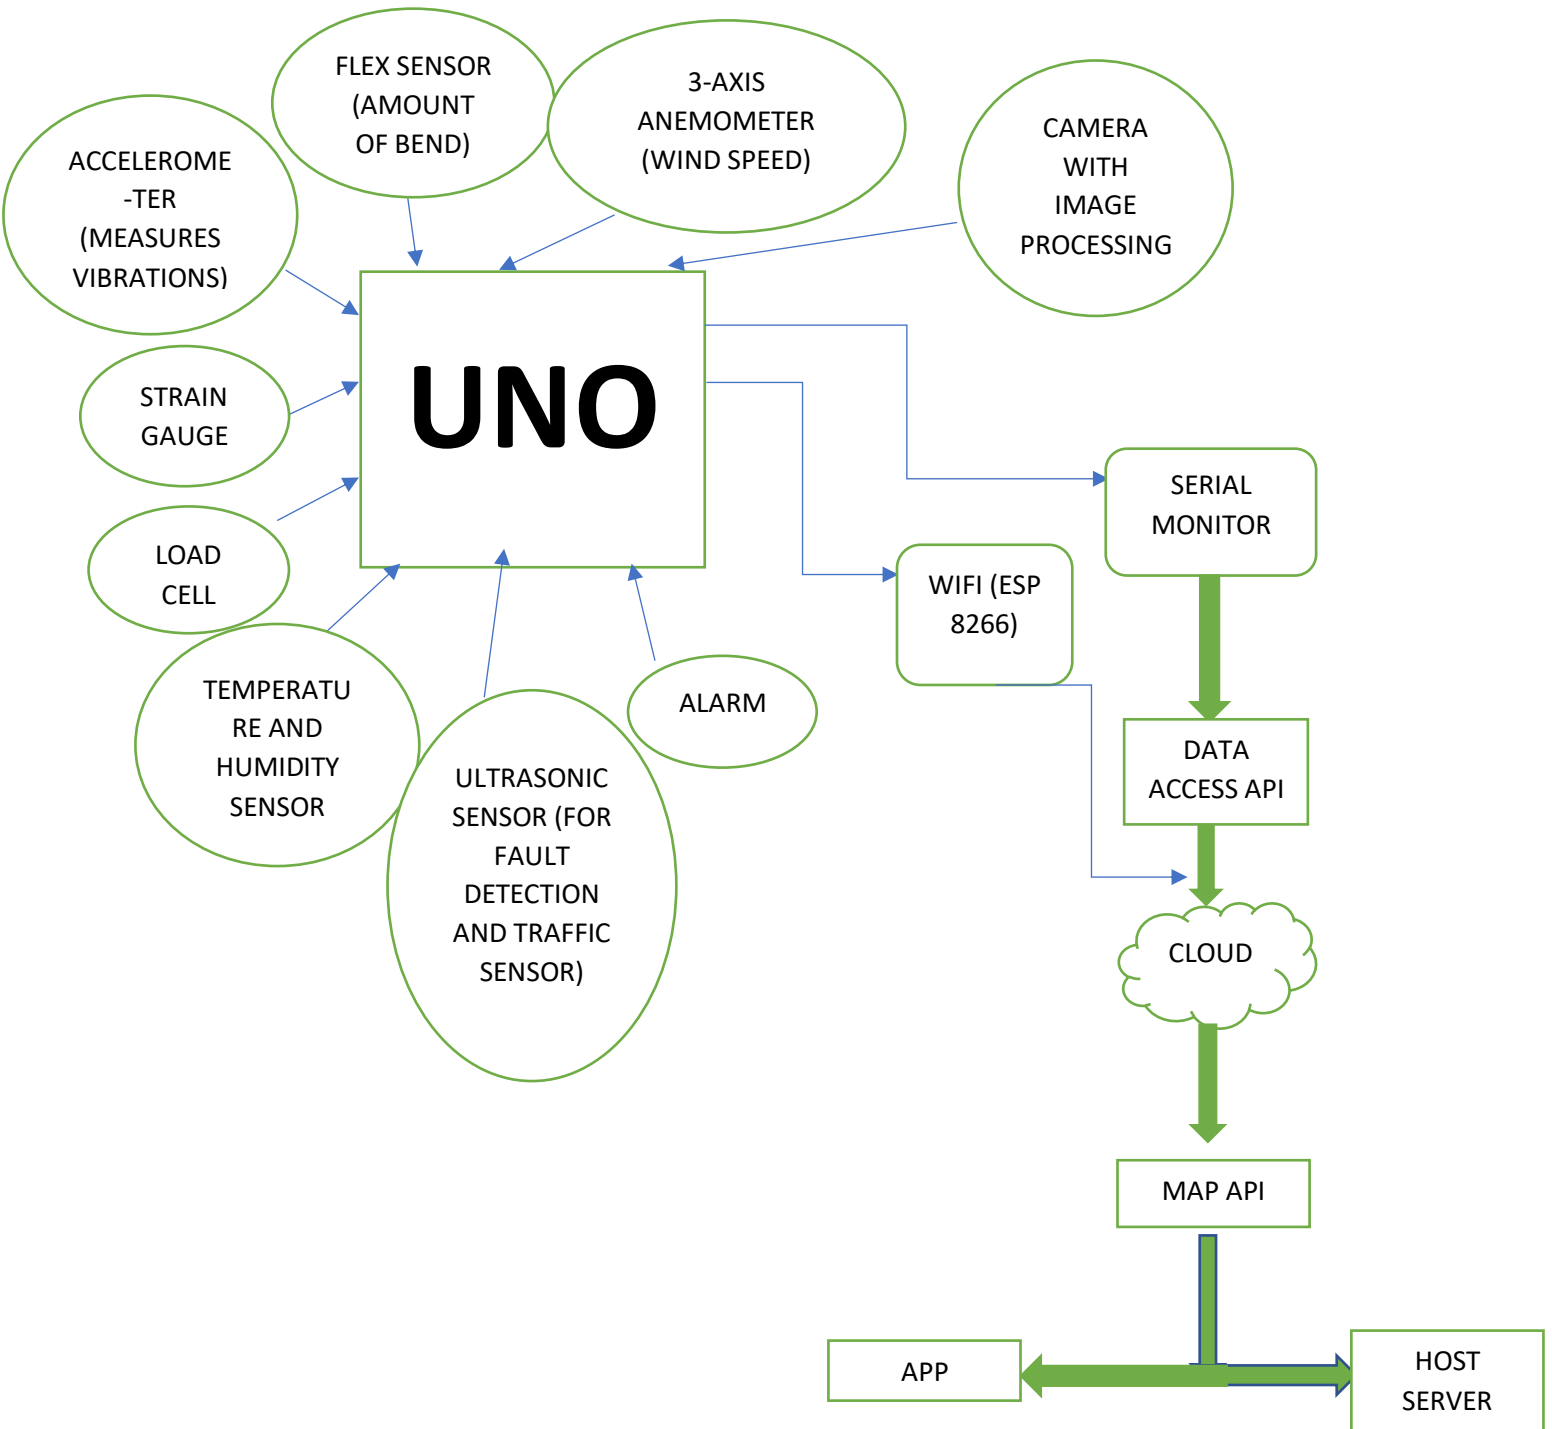 FLEX SENSOR
(AMOUNT
OF BEND)
3-AXIS
ANEMOMETER
(WIND SPEED)
CAMERA
WITH
IMAGE
PROCESSING
ACCELEROME
-TER
(MEASURES
VIBRATIONS)
UNO
STRAIN
GAUGE
LOAD
CELL
SERIAL
MONITOR
WIFI (ESP
8266)
TEMPERATU
RE AND
HUMIDITY
SENSOR
ALARM
ULTRASONIC
SENSOR (FOR
FAULT
DETECTION
AND TRAFFIC
SENSOR)
DATA
ACCESS API
CLOUD
MAP API
APP
HOST
SERVER